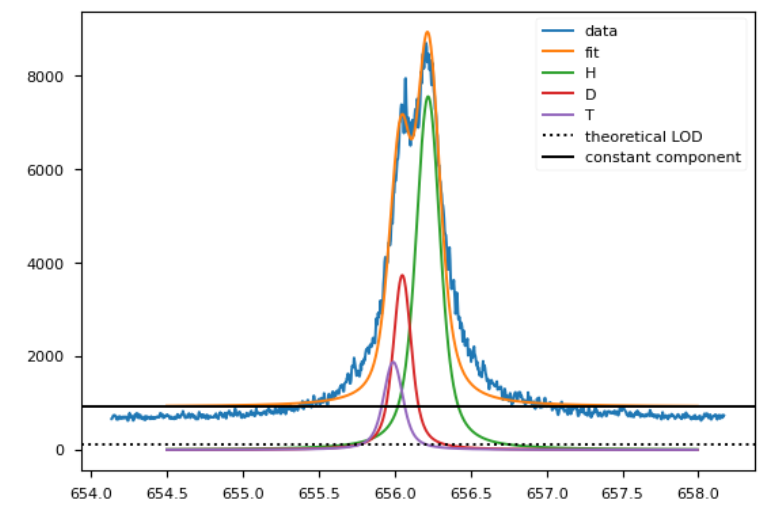 data
fit
H
D
T
theoretical LOD
constant component
8000
6000
4000
2000
0
654.0 654.5 655.0 655.5 656.0 656.5 657.0 657.5 658.0